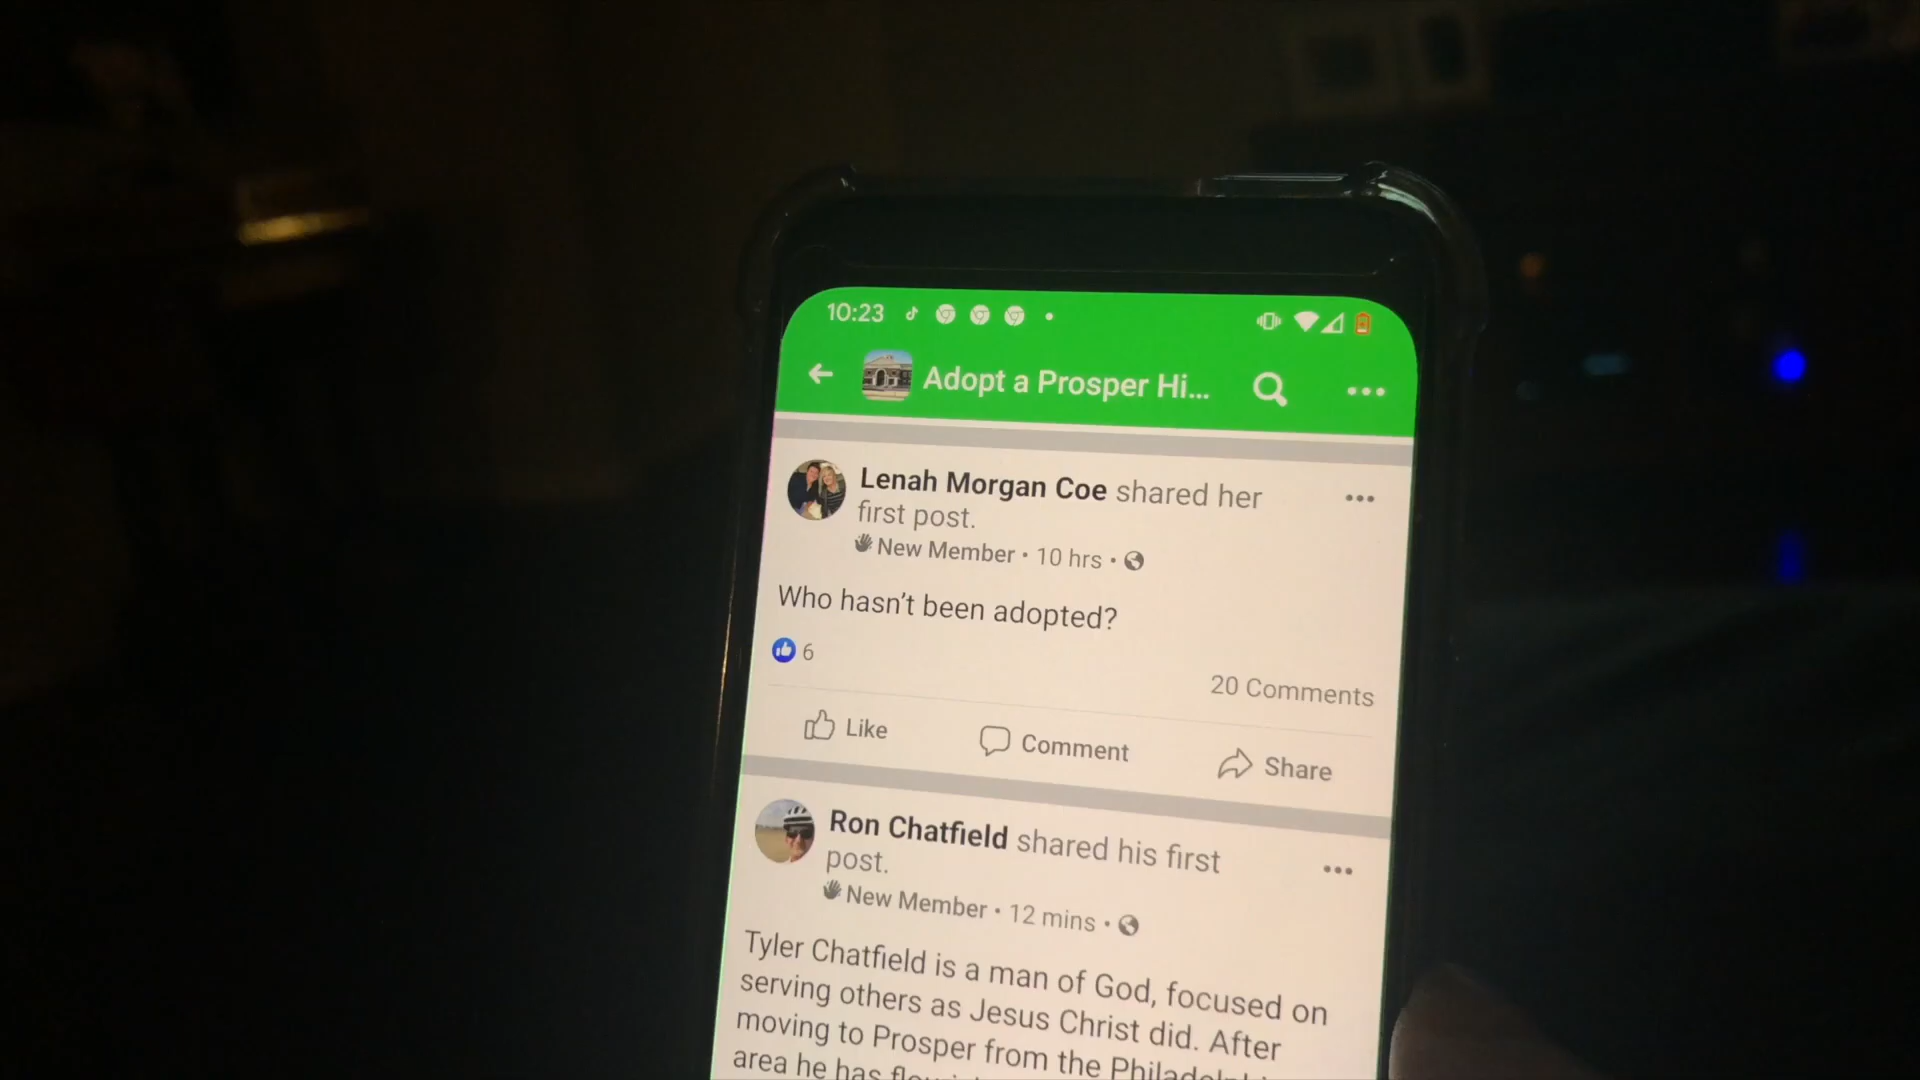 10:23
Adopt a Prosper Hi...
Lenah Morgan Coe shared her
first post.
New Member • 10 hrs •
Who hasn't been adopted?
6
20 Comments
Like Comment Share
Ron Chatfield shared his first
post.
New Member • 12 mins •
Tyler Chatfield is a man of God, focused on
serving others as Jesus Christ did. After
moving to Prosper from the
area he has